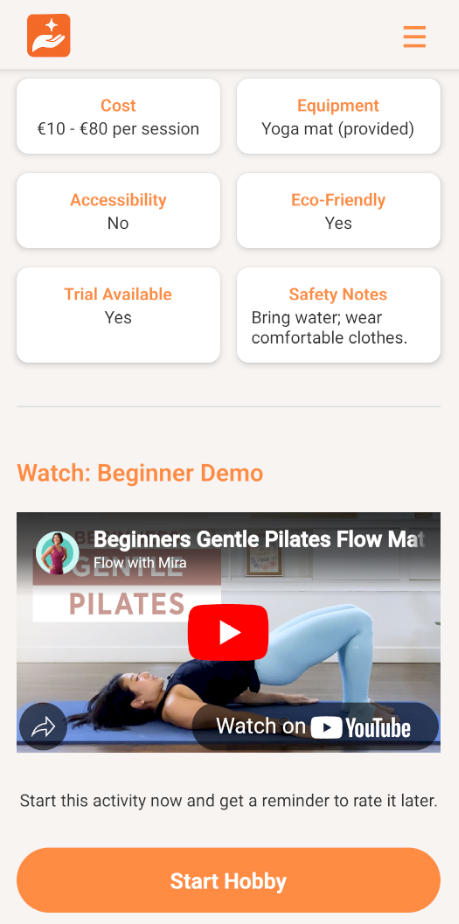 Cost
€10 - €80 per session
Equipment
Yoga mat (provided)
Accessibility
No
Eco-Friendly
Yes
Trial Available
Yes
Safety Notes
Bring water; wear
comfortable clothes.
Watch: Beginner Demo
Beginners Gentle Pilates Flow Mat
Flow with Mira
GENTLE
PILATES
Watch on YouTube
Start this activity now and get a reminder to rate it later.
Start Hobby